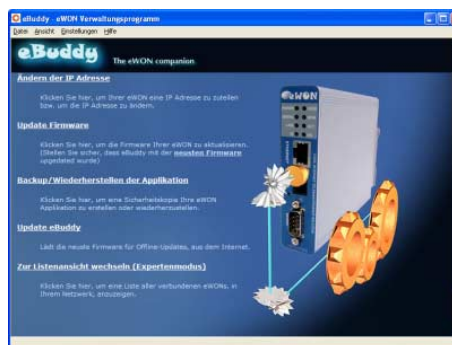 eBuddy - eWON Verwaltungsprogramm
Datei Ansicht Einstellungen Hilfe
eBuddy The eWON companion
Ändern der IP Adresse
Klicken Sie hier, um Ihrer eWON eine IP Adresse zu zuteilen
bzw. um die IP Adresse zu ändern.
Update Firmware
Klicken Sie hier, um die Firmware Ihrer eWON zu aktualisieren.
(Stellen Sie sicher, dass eBuddy mit der neusten Firmware
upgedated wurde)
Backup/Wiederherstellen der Applikation
Klicken Sie hier, um eine Sicherheitskopie Ihre eWON
Applikation zu erstellen oder wiederherzustellen.
Update eBuddy
Lädt die neuste Firmware für Offline-Updates, aus dem Internet.
Zur Listenansicht wechseln (Expertenmodus)
Klicken Sie hier, um eine Liste aller verbundenen eWONs, in
Ihrem Netzwerk, anzuzeigen.
eWON